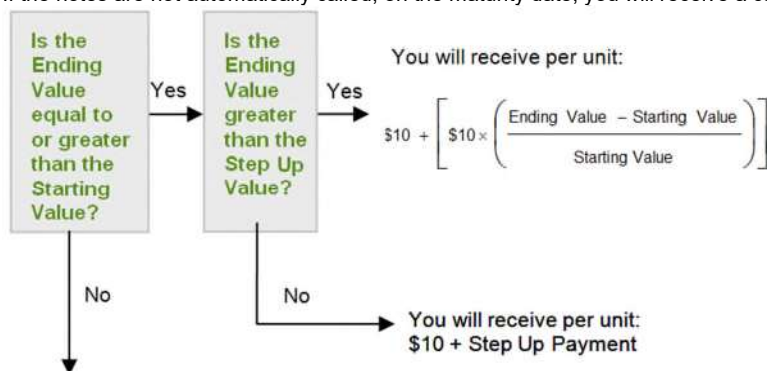 If the notes are not automatically called, on the maturity date, you will receive a
Is the
Ending
Value
equal to
or greater
than the
Starting
Value?
Yes
Is the
Ending
Value
greater
than the
Step Up
Value?
Yes
You will receive per unit:
$10 + [ $10 × ( Ending Value – Starting Value
Starting Value ) ]
No
No
You will receive per unit:
$10 + Step Up Payment